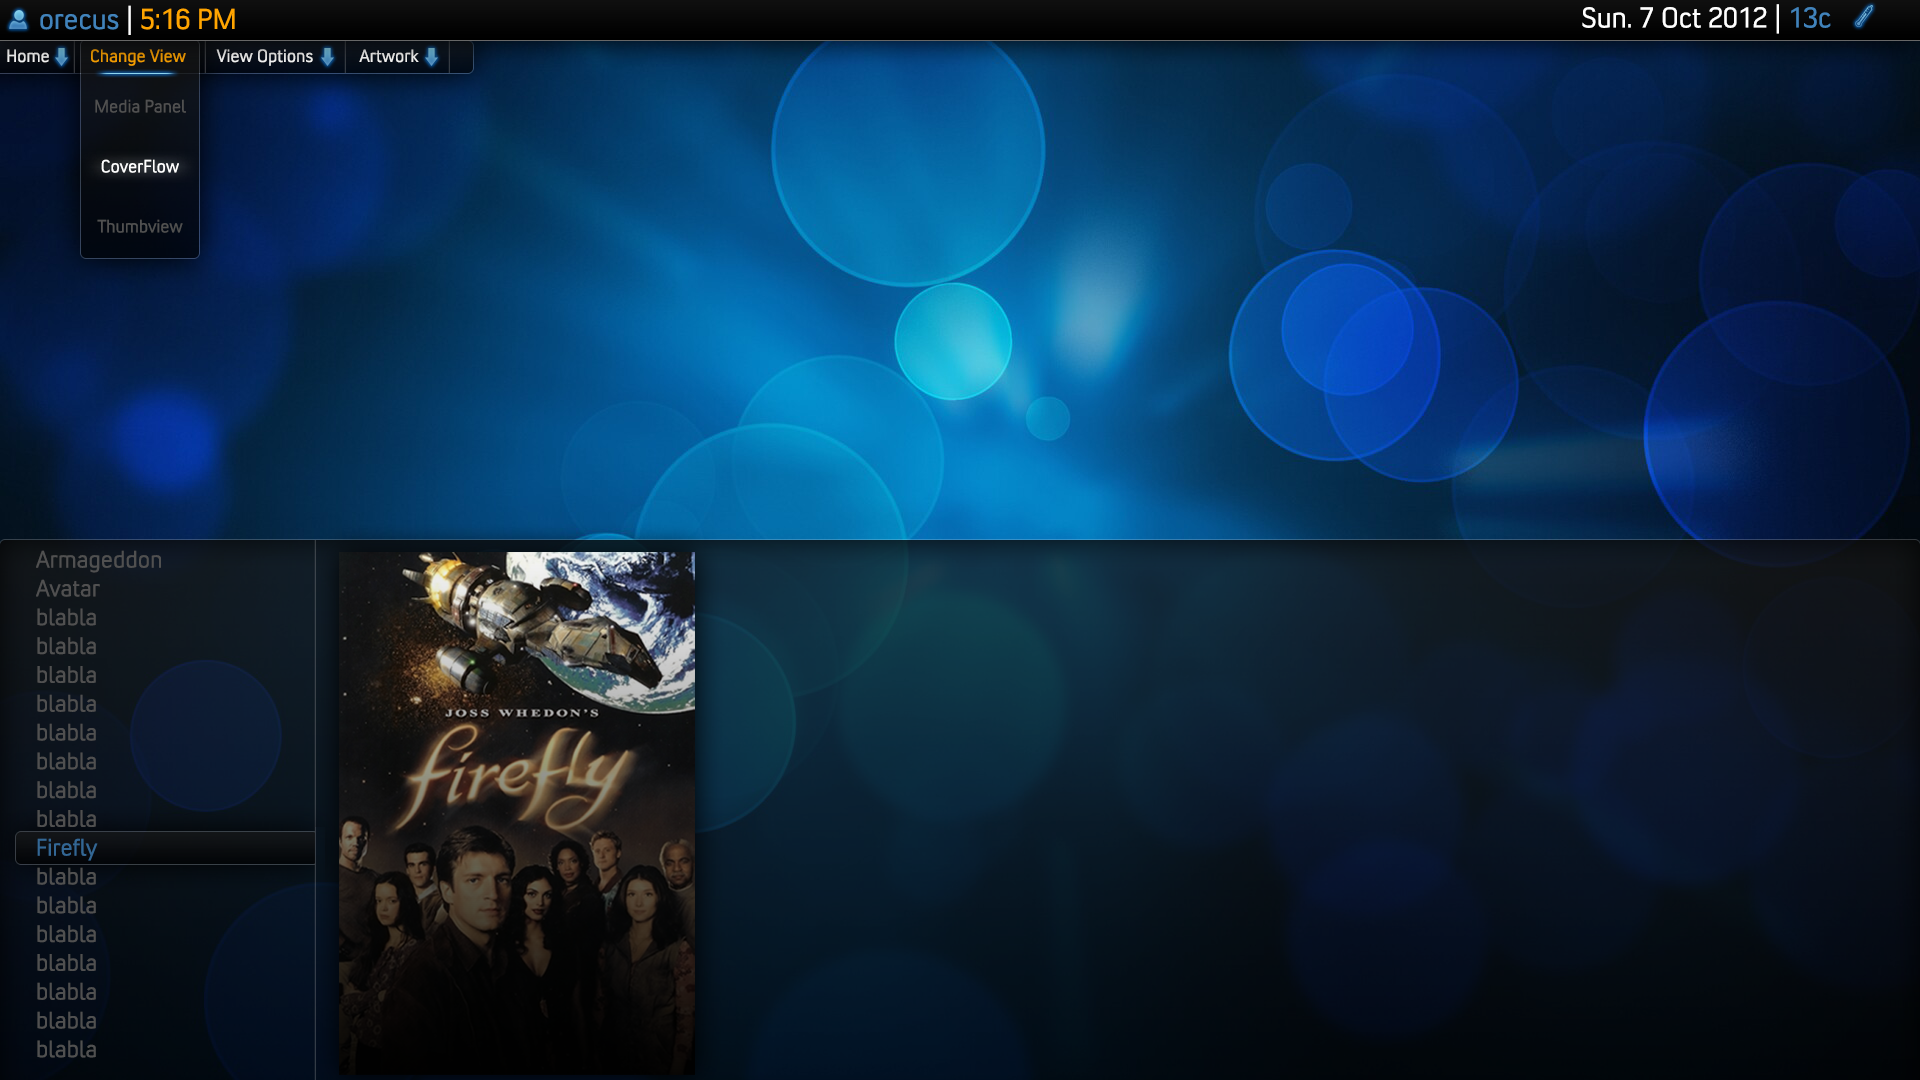 orecus | 5:16 PM
Sun. 7 Oct 2012 | 13c
Home Change View View Options Artwork
Media Panel
CoverFlow
Thumbview
Armageddon
Avatar
blabla
blabla
blabla
blabla
blabla
blabla
blabla
blabla
Firefly
blabla
blabla
blabla
blabla
blabla
blabla
blabla
JOSS WHEDON'S
firefly